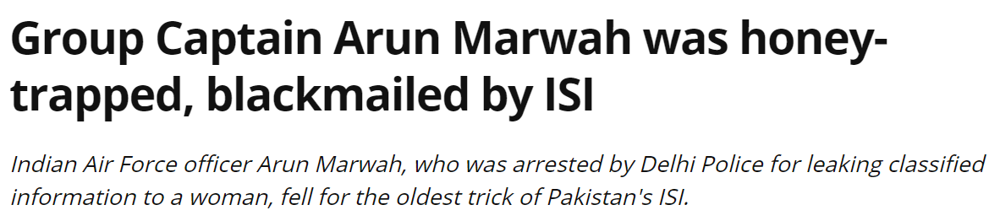 Group Captain Arun Marwah was honey-
trapped, blackmailed by ISI
Indian Air Force officer Arun Marwah, who was arrested by Delhi Police for leaking classified
information to a woman, fell for the oldest trick of Pakistan's ISI.